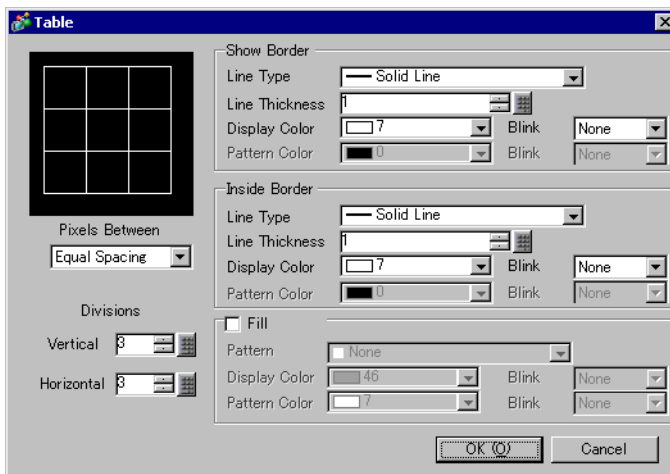 Table
Show Border
Line Type Solid Line
Line Thickness 1
Display Color 7 Blink None
Pattern Color 0 Blink None
Pixels Between
Equal Spacing
Divisions
Vertical 3
Horizontal 3
Inside Border
Line Type Solid Line
Line Thickness 1
Display Color 7 Blink None
Pattern Color 0 Blink None
Fill
Pattern None
Display Color 46 Blink None
Pattern Color 7 Blink None
OK (O) Cancel